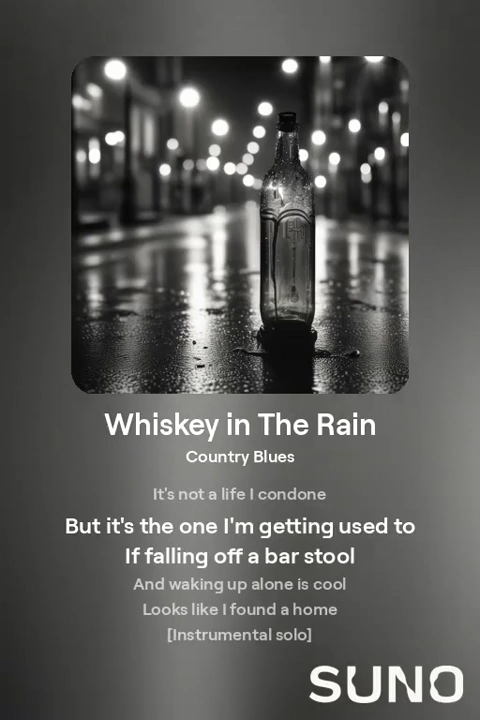 Whiskey in The Rain
Country Blues
It's not a life I condone
But it's the one I'm getting used to
If falling off a bar stool
And waking up alone is cool
Looks like I found a home
[Instrumental solo]
SUNO